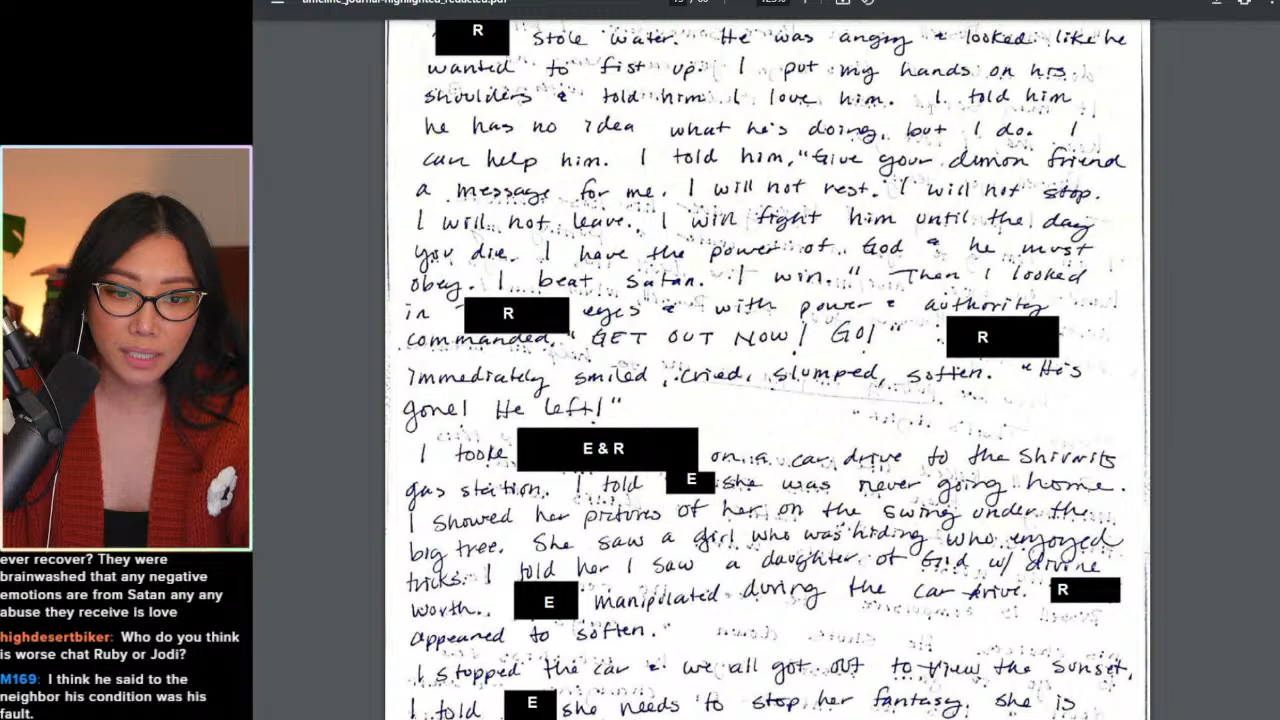 timeline_journal-highlighted_redacted.pdf
R stole water. He was angry & looked like he
wanted to fist up. I put my hands on his
shoulders & told him I love him. I told him
he has no idea what he's doing, but I do. I
can help him. I told him, "Give your demon friend
a message for me. I will not rest. I will not stop.
I will not leave. I will fight him until the day
you die. I have the power of God & he must
obey. I beat Satan. I win." Then I looked
in R eyes & with power & authority
commanded, "GET OUT NOW! GO!" R
immediately smiled, cried, slumped, soften. "He's
gone! He left!"
I tooke E & R on a car drive to the Shivwits
gas station. I told E she was never going home.
I showed her pictures of her on the swing under the
big tree. She saw a girl who was hiding who enjoyed
tricks. I told her I saw a daughter of God w/ divine
worth. E manipulated during the car drive. R
appeared to soften."
I stopped the car & we all got out to view the sunset.
I told E she needs to stop her fantasy, she is
ever recover? They were
brainwashed that any negative
emotions are from Satan any any
abuse they receive is love
highdesertbiker: Who do you think
is worse chat Ruby or Jodi?
M169: I think he said to the
neighbor his condition was his
fault.